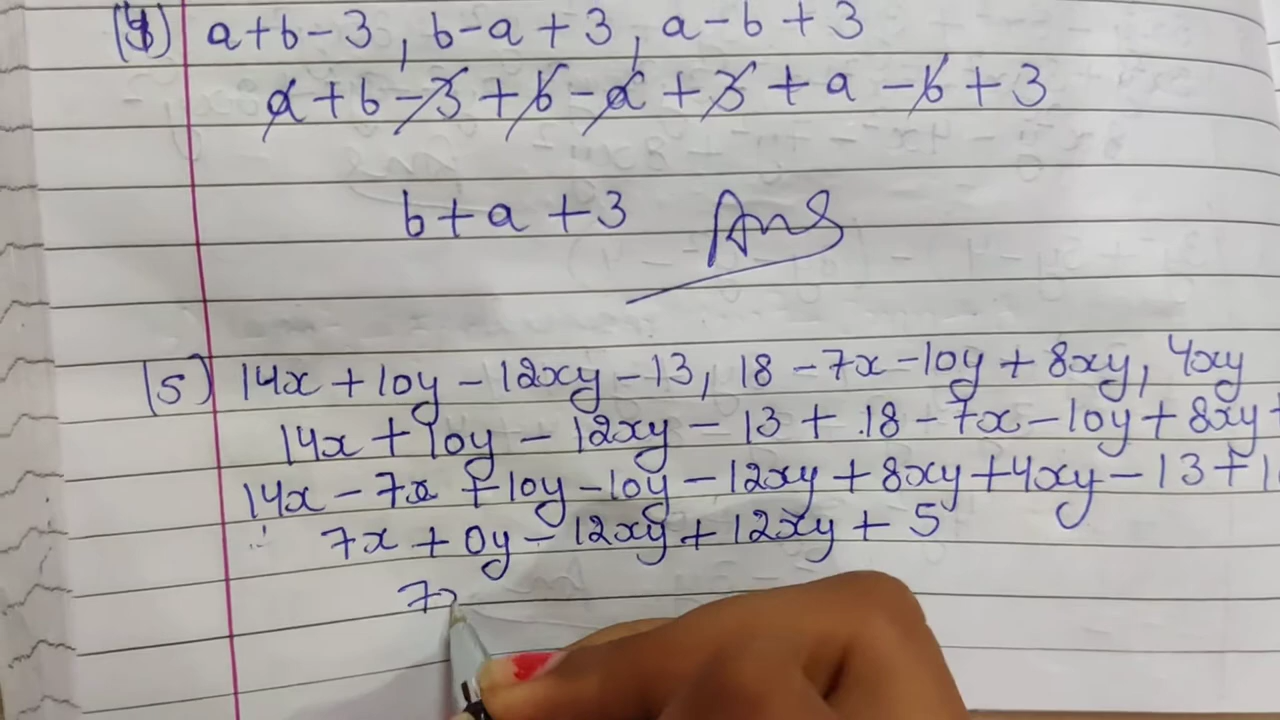 (4) a+b-3, b-a+3, a-b+3
a+b-3+b-a+3+a-b+3
b+a+3 Ans
(5) 14x+10y-12xy-13, 18-7x-10y+8xy, 4xy
14x+10y-12xy-13+18-7x-10y+8xy+
14x-7x+10y-10y-12xy+8xy+4xy-13+1
∴ 7x+0y-12xy+12xy+5
7